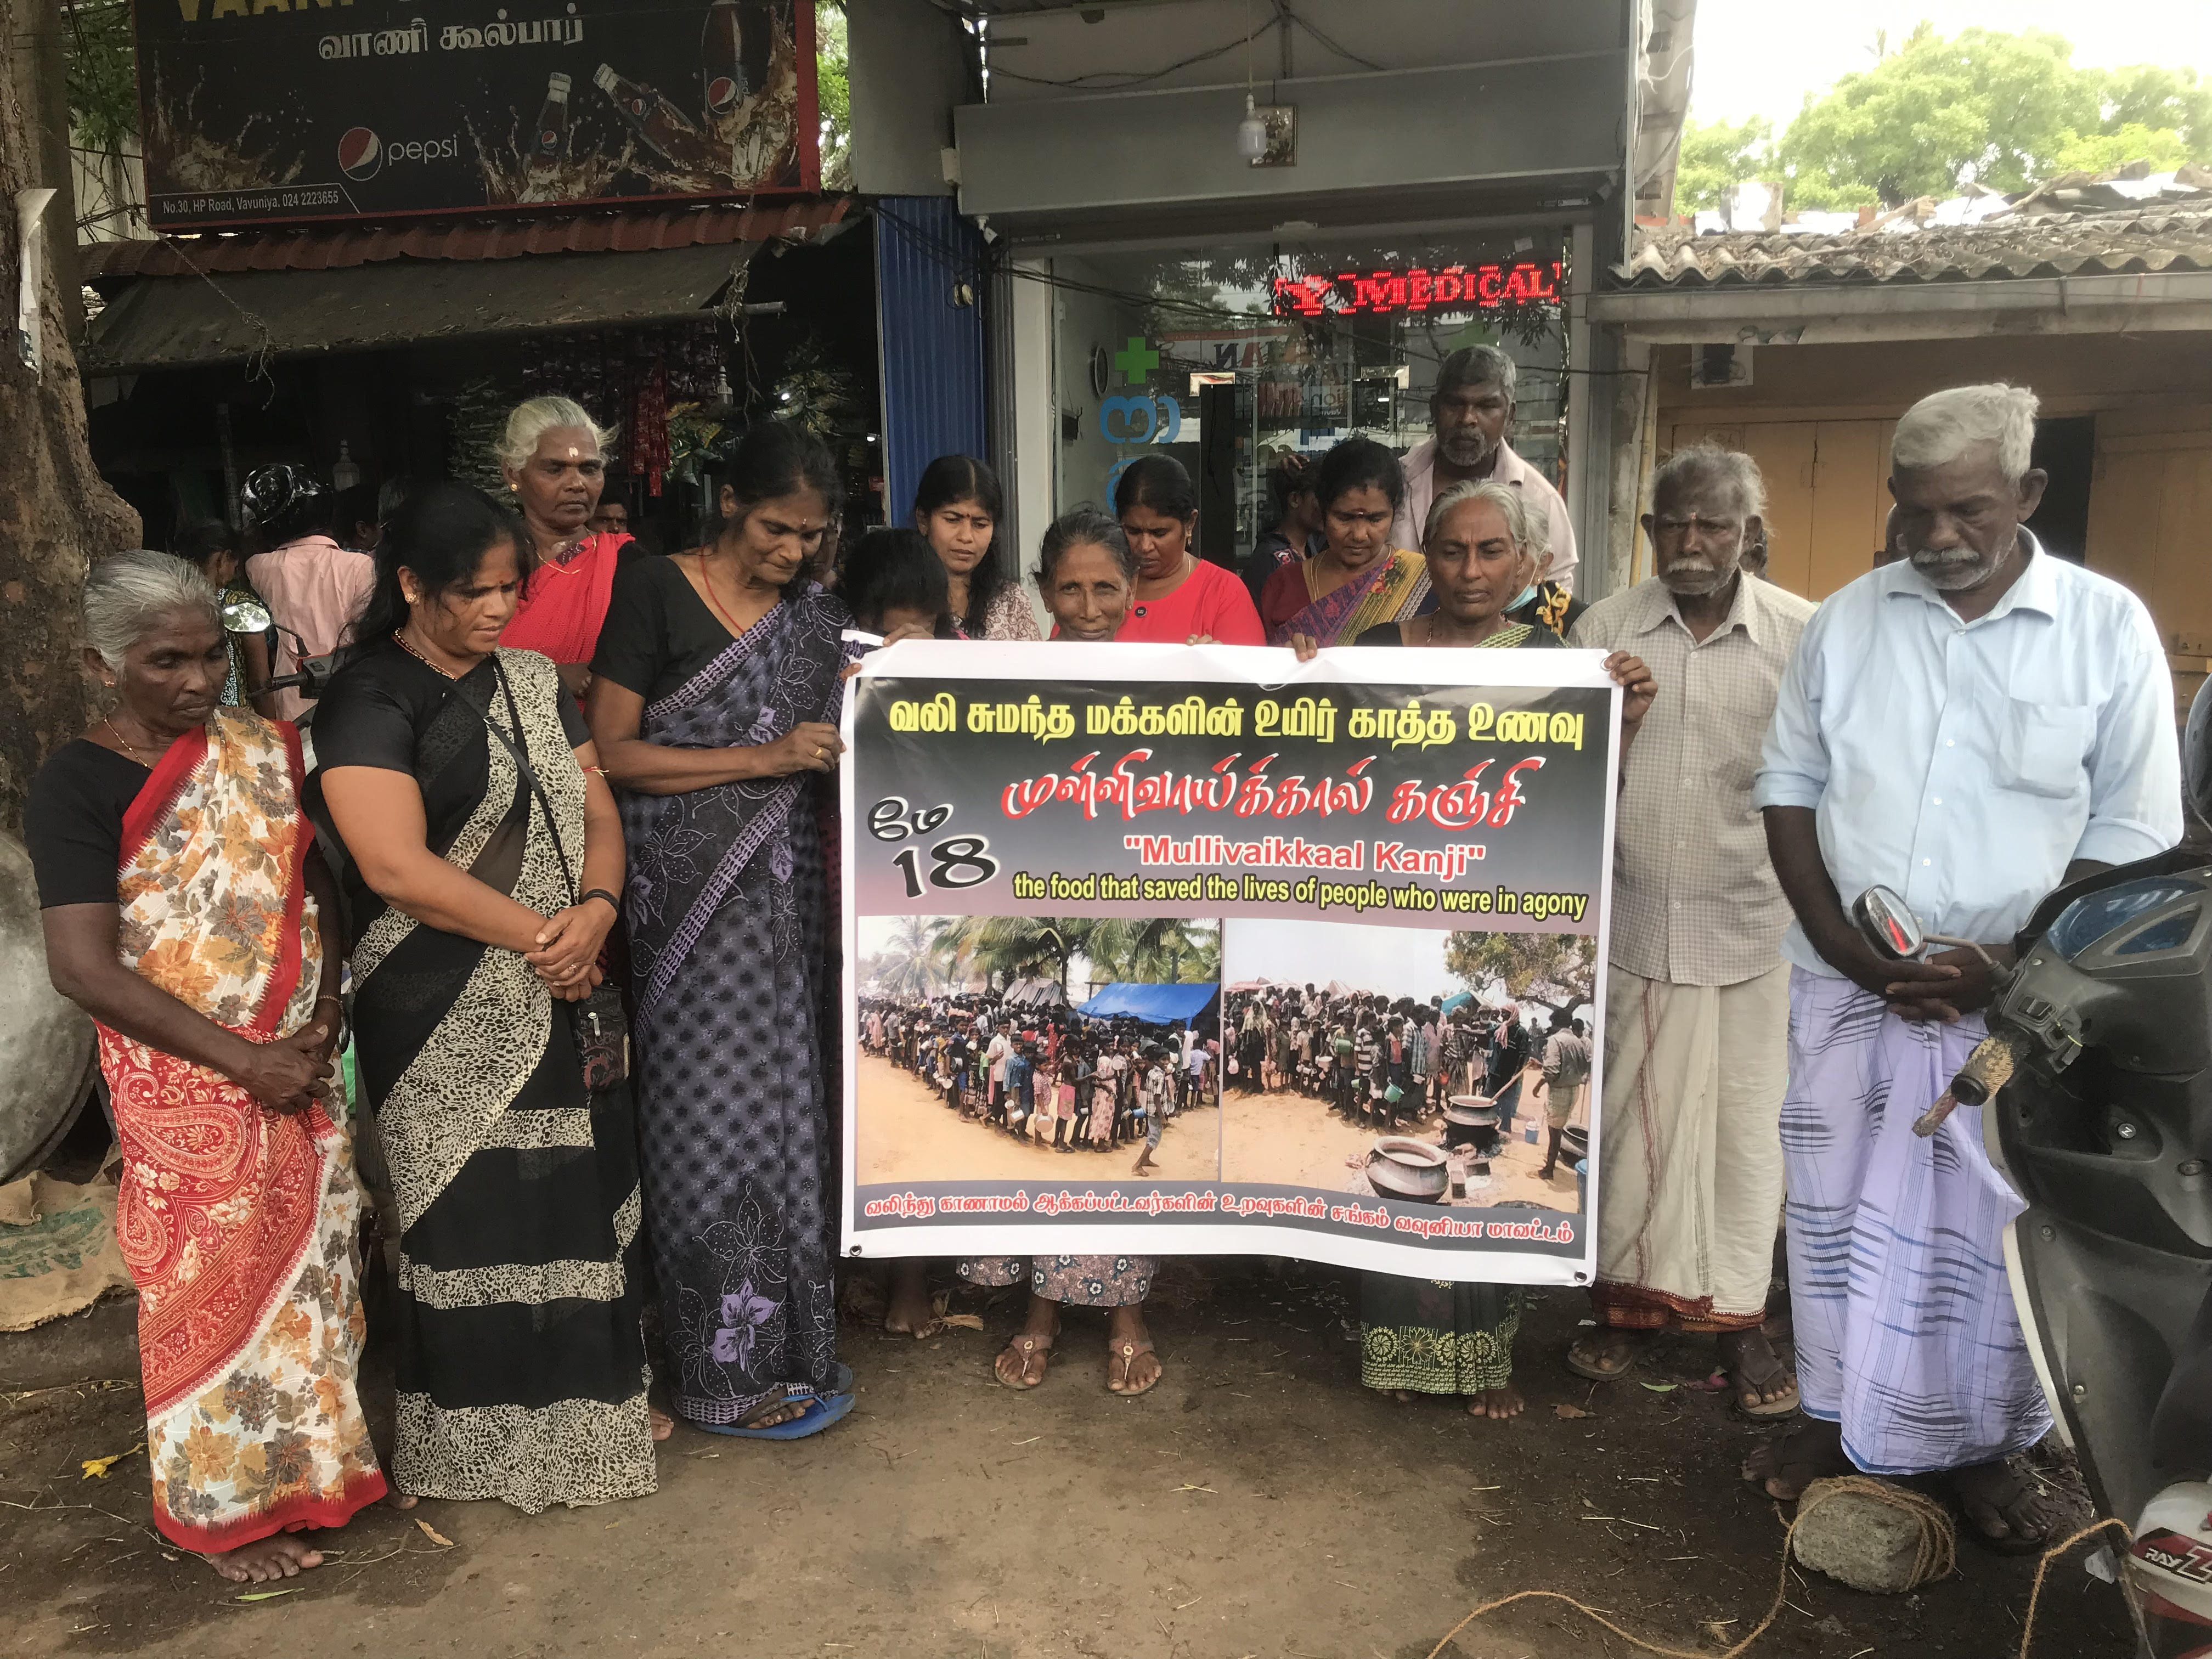 வாணி கூல்பார்
pepsi
No.30, HP Road, Vavuniya. 024 2223655
MEDICAL
வலி சுமந்த மக்களின் உயிர் காத்த உணவு
முள்ளிவாய்க்கால் கஞ்சி
மே
18
"Mullivaikkaal Kanji"
the food that saved the lives of people who were in agony
வலிந்து காணாமல் ஆக்கப்பட்டவர்களின் உறவுகளின் சங்கம் வவுனியா மாவட்டம்